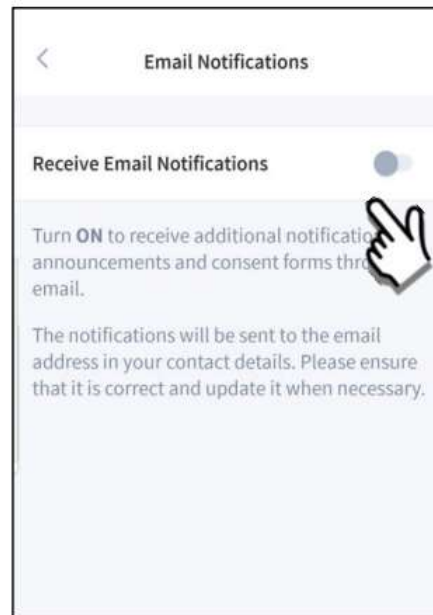 Email Notifications
Receive Email Notifications
Turn ON to receive additional
announcements and consent forms
email.
The notifications will be sent to the email
address in your contact details. Please ensure
that it is correct and update it when necessary.